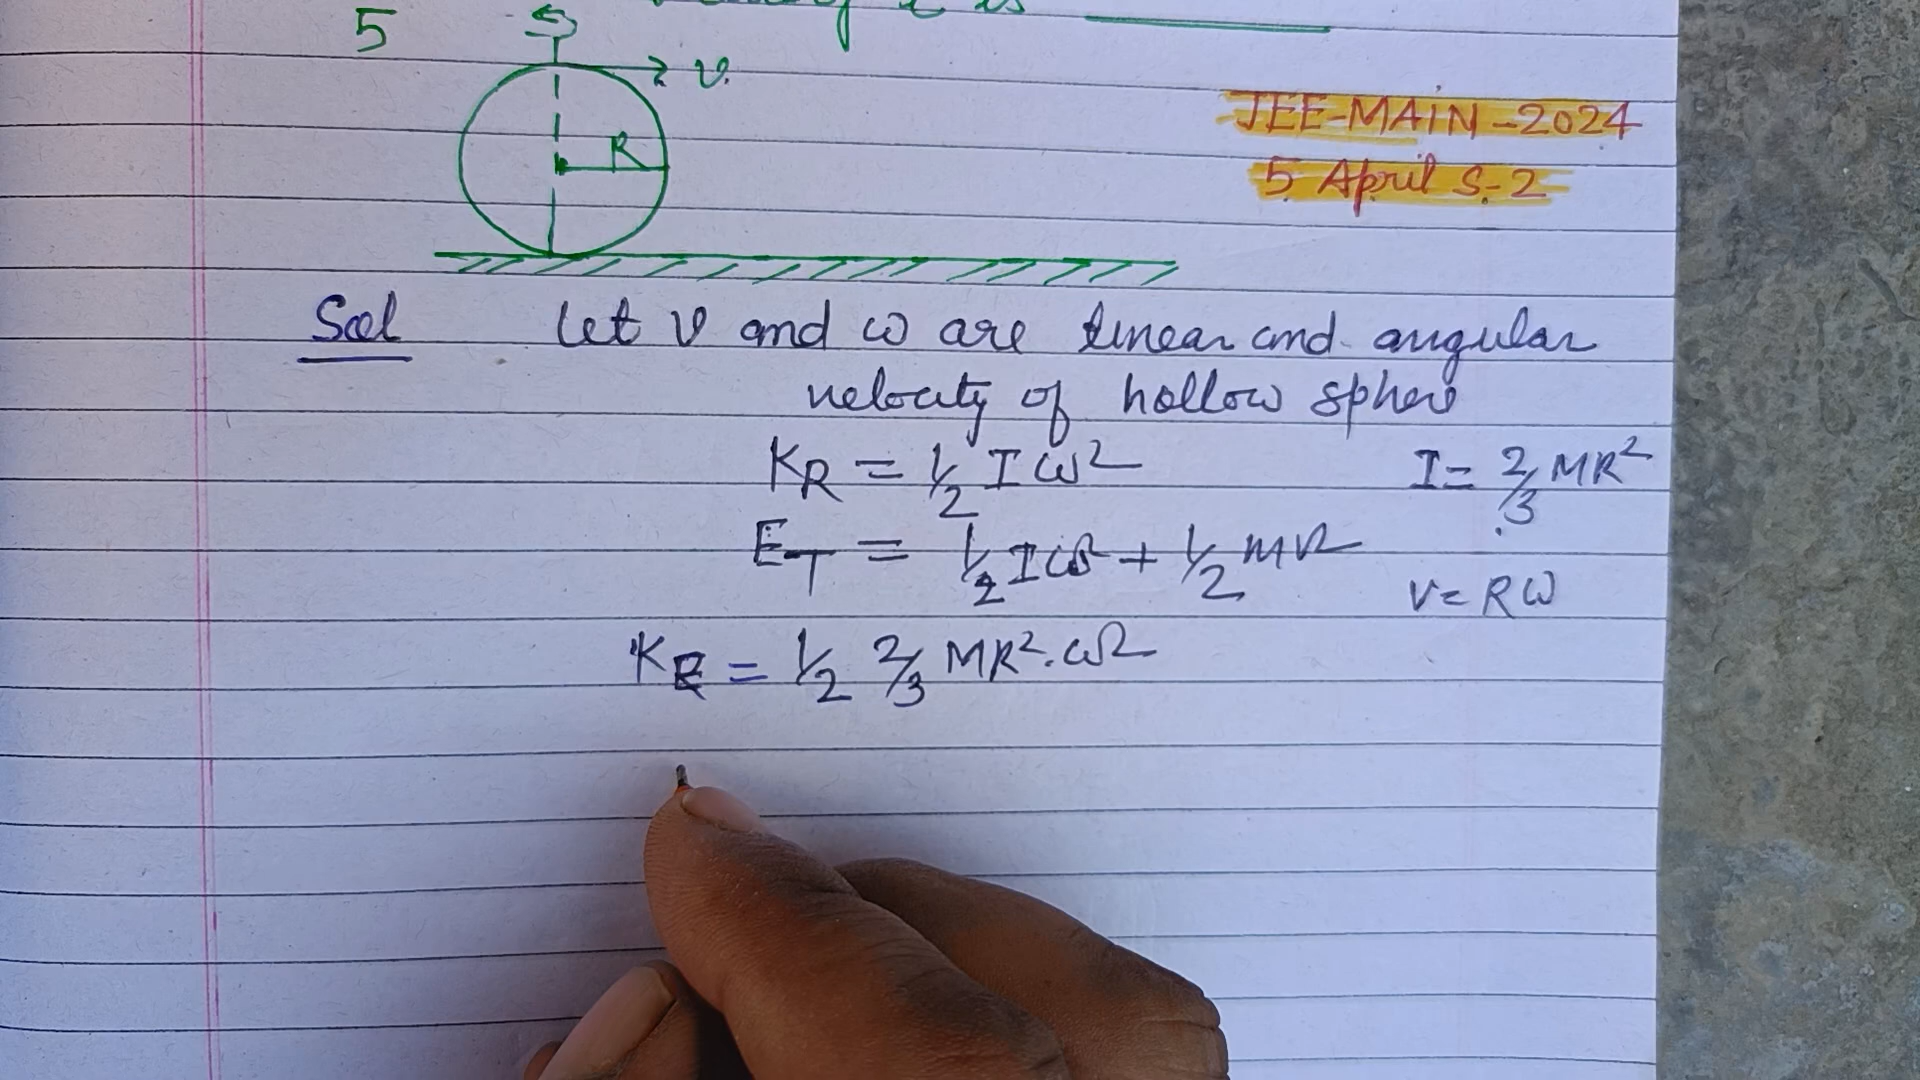 x is
5
v.
R
JEE-MAIN-2024
5 April S-2
Sol Let v and ω are linear and angular
velocity of hollow sphere
KR = 1/2 I ω² I = 2/3 MR²
ET = 1/2 Iω² + 1/2 MV² V = Rω
KR = 1/2 2/3 MR².ω²